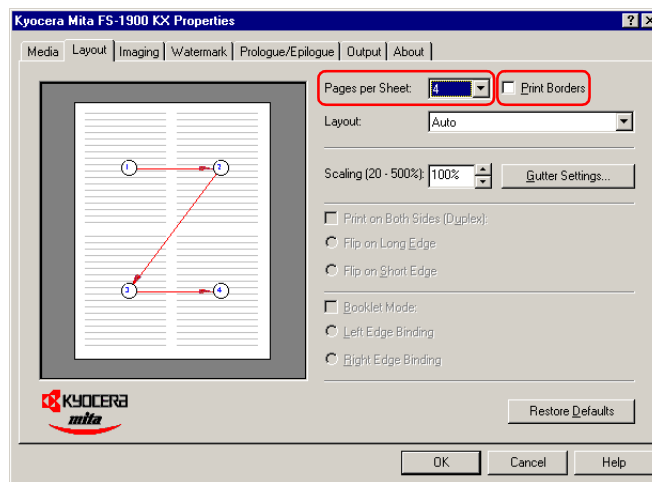 Kyocera Mita FS-1900 KX Properties
Media Layout Imaging Watermark Prologue/Epilogue Output About
Pages per Sheet: 4 Print Borders
Layout: Auto
Scaling (20 - 500%): 100% Gutter Settings...
Print on Both Sides (Duplex):
Flip on Long Edge
Flip on Short Edge
Booklet Mode:
Left Edge Binding
Right Edge Binding
1 2
3 4
KYOCERA
mita
Restore Defaults
OK Cancel Help